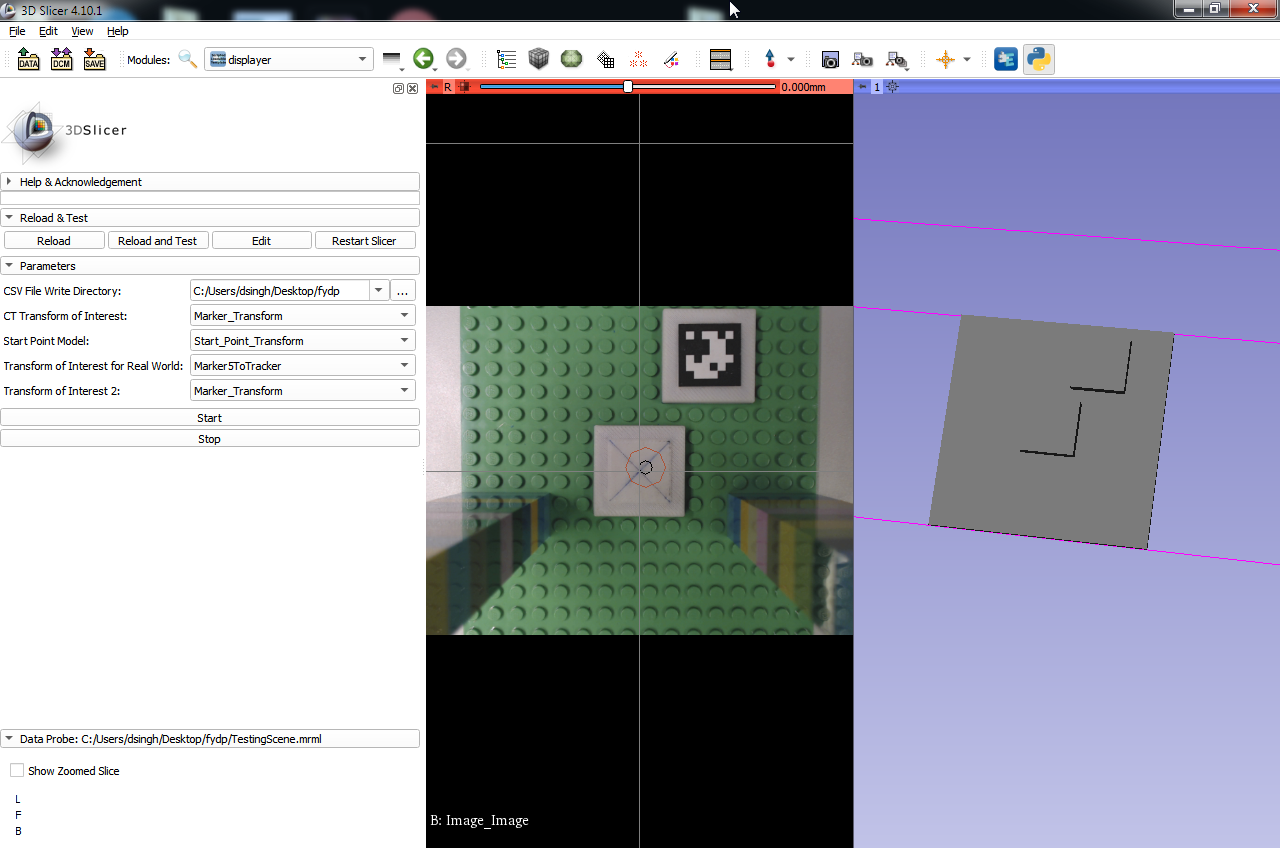 3D Slicer 4.10.1
File Edit View Help
DATA DCM SAVE Modules: displayer
R 0.000mm 1
3DSlicer
Help & Acknowledgement
Reload & Test
Reload Reload and Test Edit Restart Slicer
Parameters
CSV File Write Directory: C:/Users/dsingh/Desktop/fydp ...
CT Transform of Interest: Marker_Transform
Start Point Model: Start_Point_Transform
Transform of Interest for Real World: Marker5ToTracker
Transform of Interest 2: Marker_Transform
Start
Stop
Data Probe: C:/Users/dsingh/Desktop/fydp/TestingScene.mrml
Show Zoomed Slice
L
F
B
B: Image_Image